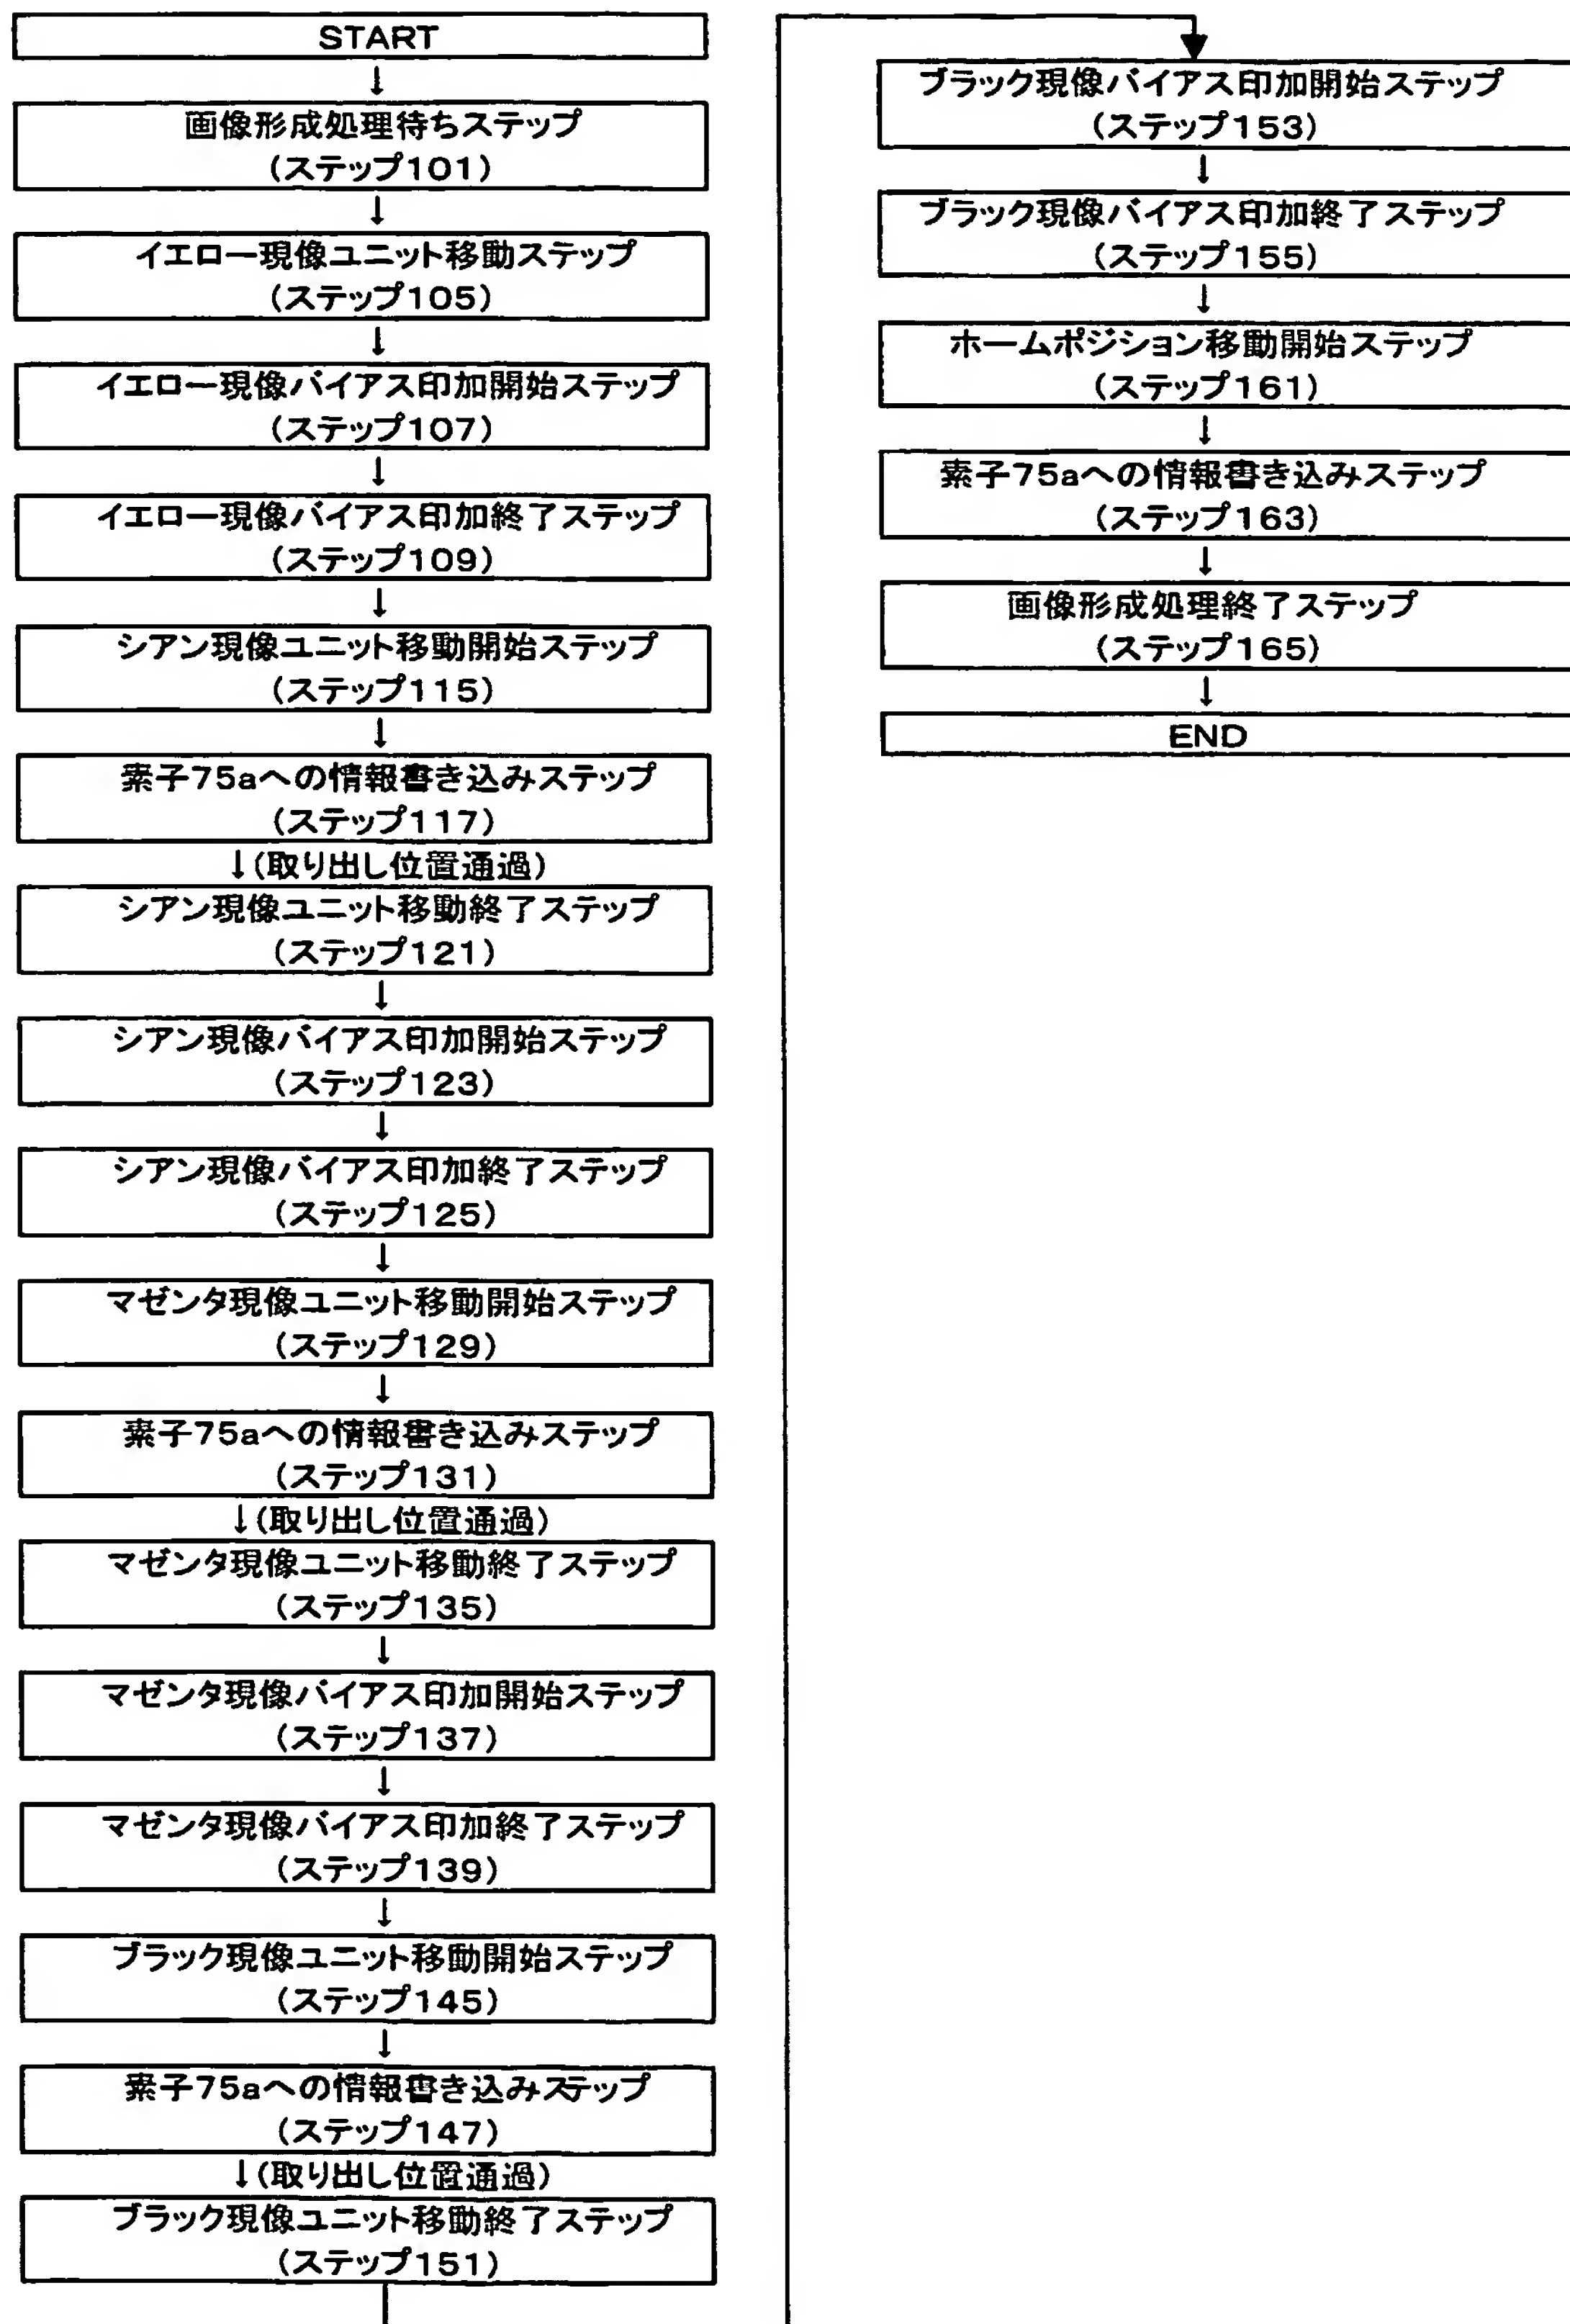 START
↓
画像形成処理待ちステップ
(ステップ101)
↓
イエロー現像ユニット移動ステップ
(ステップ105)
↓
イエロー現像バイアス印加開始ステップ
(ステップ107)
↓
イエロー現像バイアス印加終了ステップ
(ステップ109)
↓
シアン現像ユニット移動開始ステップ
(ステップ115)
↓
素子75aへの情報書き込みステップ
(ステップ117)
↓(取り出し位置通過)
シアン現像ユニット移動終了ステップ
(ステップ121)
↓
シアン現像バイアス印加開始ステップ
(ステップ123)
↓
シアン現像バイアス印加終了ステップ
(ステップ125)
↓
マゼンタ現像ユニット移動開始ステップ
(ステップ129)
↓
素子75aへの情報書き込みステップ
(ステップ131)
↓(取り出し位置通過)
マゼンタ現像ユニット移動終了ステップ
(ステップ135)
↓
マゼンタ現像バイアス印加開始ステップ
(ステップ137)
↓
マゼンタ現像バイアス印加終了ステップ
(ステップ139)
↓
ブラック現像ユニット移動開始ステップ
(ステップ145)
↓
素子75aへの情報書き込みステップ
(ステップ147)
↓(取り出し位置通過)
ブラック現像ユニット移動終了ステップ
(ステップ151)
ブラック現像バイアス印加開始ステップ
(ステップ153)
↓
ブラック現像バイアス印加終了ステップ
(ステップ155)
↓
ホームポジション移動開始ステップ
(ステップ161)
↓
素子75aへの情報書き込みステップ
(ステップ163)
↓
画像形成処理終了ステップ
(ステップ165)
↓
END